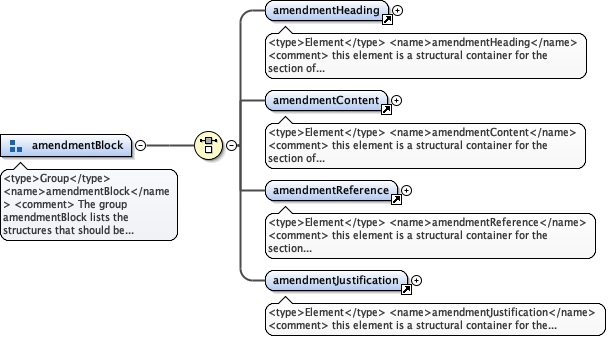 amendmentHeading
<type>Element</type> <name>amendmentHeading</name>
<comment> this element is a structural container for the
section of...
amendmentContent
<type>Element</type> <name>amendmentContent</name>
<comment> this element is a structural container for the
section of...
amendmentBlock
<type>Group</type>
<name>amendmentBlock</name
> <comment> The group
amendmentBlock lists the
structures that should be...
amendmentReference
<type>Element</type> <name>amendmentReference</name>
<comment> this element is a structural container for the
section...
amendmentJustification
<type>Element</type> <name>amendmentJustification</name>
<comment> this element is a structural container for the...